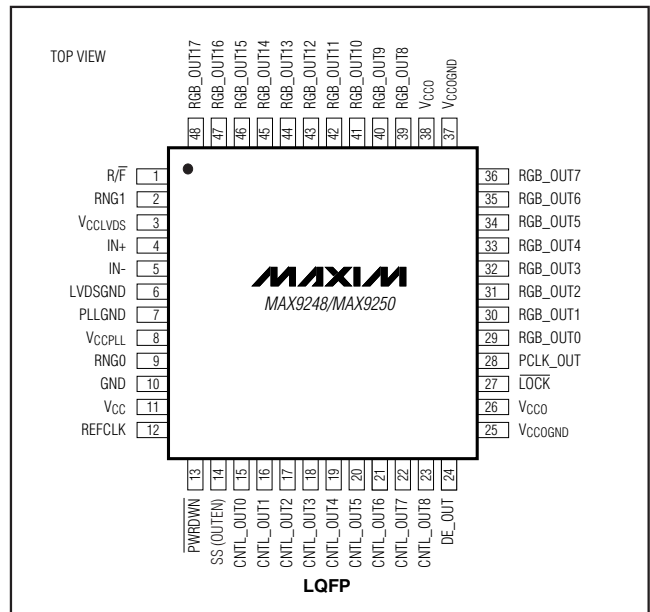 TOP VIEW
RGB_OUT17
RGB_OUT16
RGB_OUT15
RGB_OUT14
RGB_OUT13
RGB_OUT12
RGB_OUT11
RGB_OUT10
RGB_OUT9
RGB_OUT8
VCCO
VCCOGND
48 47 46 45 44 43 42 41 40 39 38 37
R/F̅ 1
RNG1 2
VCCLVDS 3
IN+ 4
IN- 5
LVDSGND 6
PLLGND 7
VCCPLL 8
RNG0 9
GND 10
VCC 11
REFCLK 12
MAXIM
MAX9248/MAX9250
36 RGB_OUT7
35 RGB_OUT6
34 RGB_OUT5
33 RGB_OUT4
32 RGB_OUT3
31 RGB_OUT2
30 RGB_OUT1
29 RGB_OUT0
28 PCLK_OUT
27 L̅O̅C̅K̅
26 VCCO
25 VCCOGND
13 14 15 16 17 18 19 20 21 22 23 24
P̅W̅R̅D̅W̅N̅
SS (OUTEN)
CNTL_OUT0
CNTL_OUT1
CNTL_OUT2
CNTL_OUT3
CNTL_OUT4
CNTL_OUT5
CNTL_OUT6
CNTL_OUT7
CNTL_OUT8
DE_OUT
LQFP